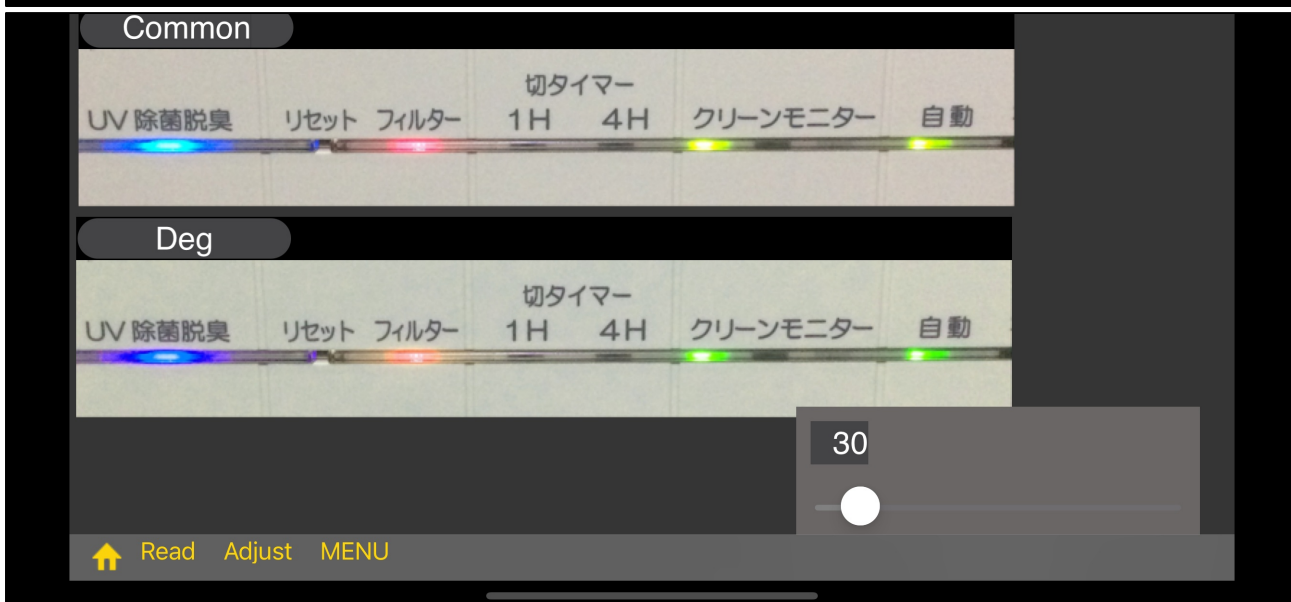 Common
切タイマー
UV 除菌脱臭 リセット フィルター 1H 4H クリーンモニター 自動
Deg
切タイマー
UV 除菌脱臭 リセット フィルター 1H 4H クリーンモニター 自動
30
Read Adjust MENU